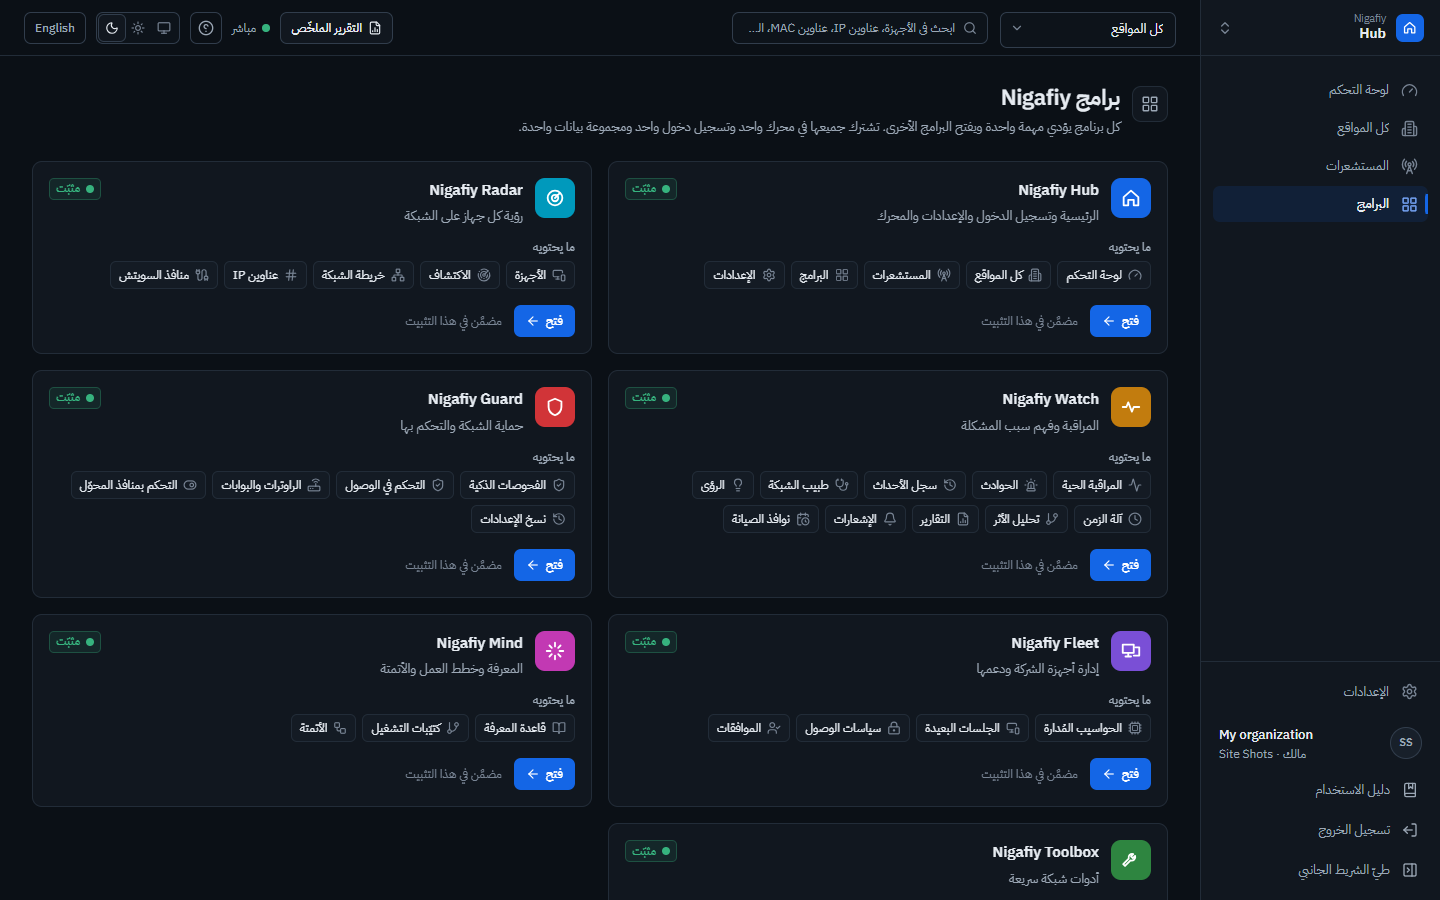 Nigafiy
Hub
لوحة التحكم
كل المواقع
المستشعرات
البرامج
الإعدادات
My organization
SS
Site Shots · مالك
دليل الاستخدام
تسجيل الخروج
طيّ الشريط الجانبي
كل المواقع
ابحث في الأجهزة، عناوين IP، عناوين MAC، الـ...
التقرير الملخّص
مباشر
English
برامج Nigafiy
كل برنامج يؤدي مهمة واحدة ويفتح البرامج الأخرى. تشترك جميعها في محرك واحد وتسجيل دخول واحد ومجموعة بيانات واحدة.
Nigafiy Hub
مثبّت
الرئيسية وتسجيل الدخول والإعدادات والمحرك
ما يحتويه
لوحة التحكم كل المواقع المستشعرات البرامج الإعدادات
فتح
مضمّن في هذا التثبيت
Nigafiy Radar
مثبّت
رؤية كل جهاز على الشبكة
ما يحتويه
الأجهزة الاكتشاف خريطة الشبكة عناوين IP منافذ السويتش
فتح
مضمّن في هذا التثبيت
Nigafiy Watch
مثبّت
المراقبة وفهم سبب المشكلة
ما يحتويه
المراقبة الحية الحوادث سجل الأحداث طبيب الشبكة الرؤى
آلة الزمن تحليل الأثر التقارير الإشعارات نوافذ الصيانة
فتح
مضمّن في هذا التثبيت
Nigafiy Guard
مثبّت
حماية الشبكة والتحكم بها
ما يحتويه
الفحوصات الذكية التحكم في الوصول الراوترات والبوابات التحكم بمنافذ المحوّل
نسخ الإعدادات
فتح
مضمّن في هذا التثبيت
Nigafiy Fleet
مثبّت
إدارة أجهزة الشركة ودعمها
ما يحتويه
الحواسيب المُدارة الجلسات البعيدة سياسات الوصول الموافقات
فتح
مضمّن في هذا التثبيت
Nigafiy Mind
مثبّت
المعرفة وخطط العمل والأتمتة
ما يحتويه
قاعدة المعرفة كتيّبات التشغيل الأتمتة
فتح
مضمّن في هذا التثبيت
Nigafiy Toolbox
مثبّت
أدوات شبكة سريعة